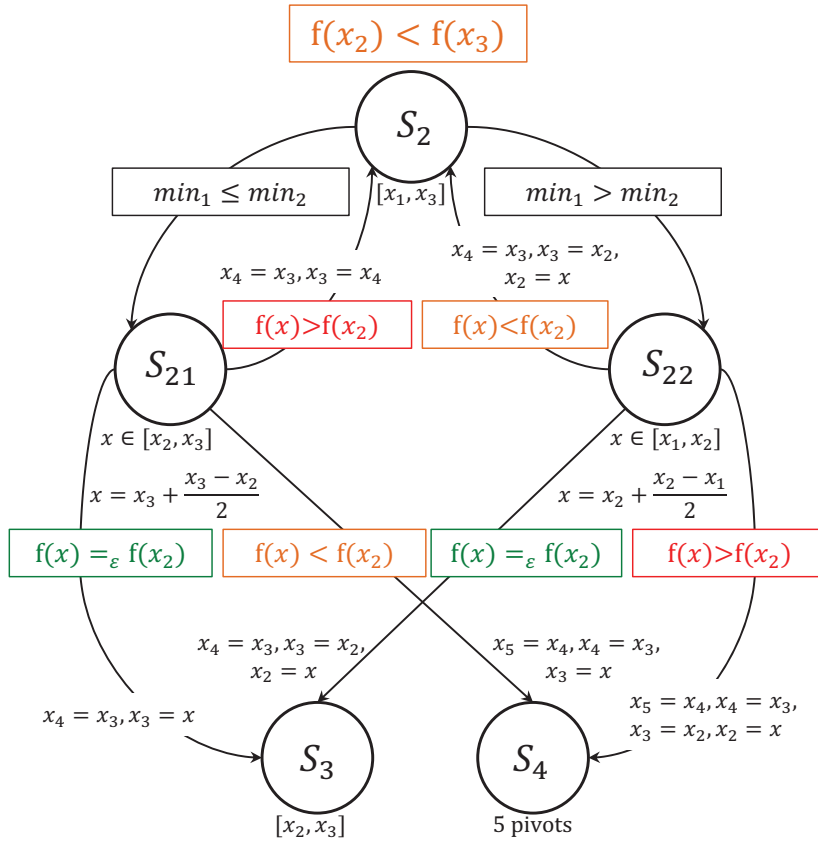 f(x₂) < f(x₃)
S₂
[x₁, x₃]
min₁ ≤ min₂
min₁ > min₂
x₄ = x₃, x₃ = x₄
x₄ = x₃, x₃ = x₂,
x₂ = x
f(x)>f(x₂)
f(x)<f(x₂)
S₂₁
S₂₂
x ∈ [x₂, x₃]
x ∈ [x₁, x₂]
x = x₃ + (x₃ − x₂)/2
x = x₂ + (x₂ − x₁)/2
f(x) =ε f(x₂)
f(x) < f(x₂)
f(x) =ε f(x₂)
f(x)>f(x₂)
x₄ = x₃, x₃ = x₂,
x₂ = x
x₅ = x₄, x₄ = x₃,
x₃ = x
x₄ = x₃, x₃ = x
x₅ = x₄, x₄ = x₃,
x₃ = x₂, x₂ = x
S₃
S₄
[x₂, x₃]
5 pivots